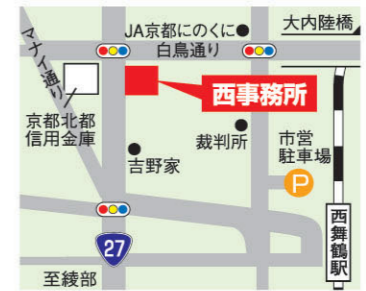 JA京都にのくに
大内陸橋
白鳥通り
マナイ通り
西事務所
京都北都
信用金庫
裁判所
市営
駐車場
吉野家
P
西舞鶴駅
27
至綾部